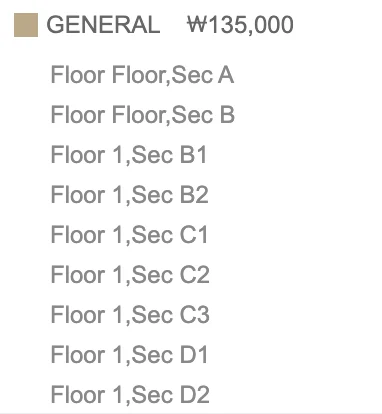 GENERAL ₩135,000
Floor Floor,Sec A
Floor Floor,Sec B
Floor 1,Sec B1
Floor 1,Sec B2
Floor 1,Sec C1
Floor 1,Sec C2
Floor 1,Sec C3
Floor 1,Sec D1
Floor 1,Sec D2